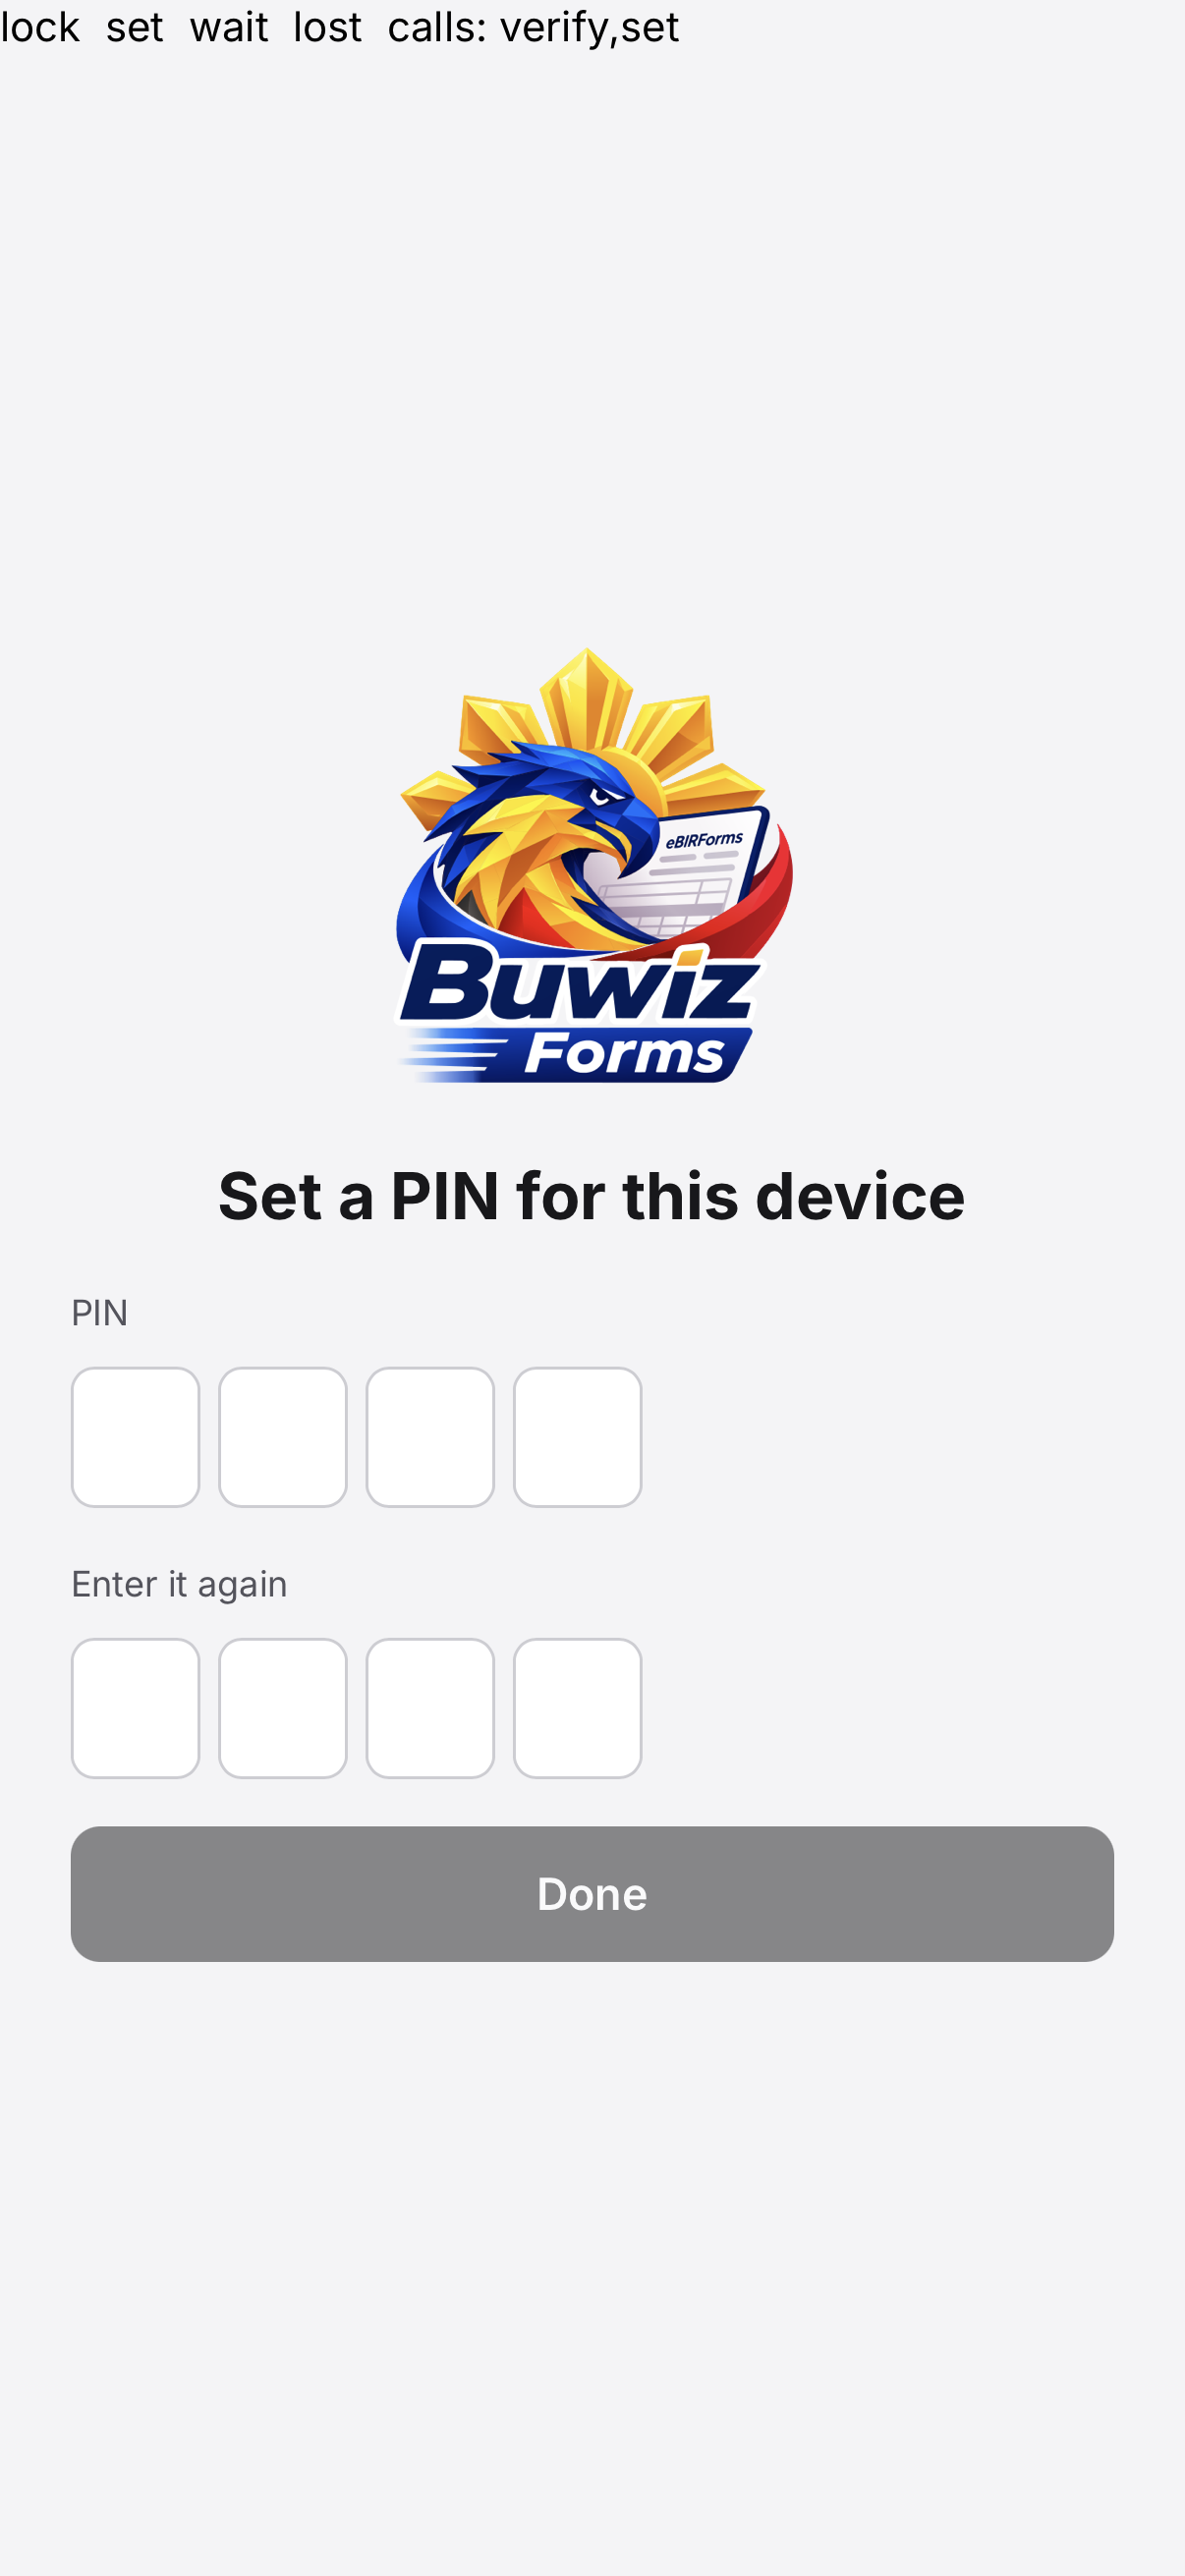 lock set wait lost calls: verify,set
eBIRForms
Buwiz
Forms
Set a PIN for this device
PIN
Enter it again
Done